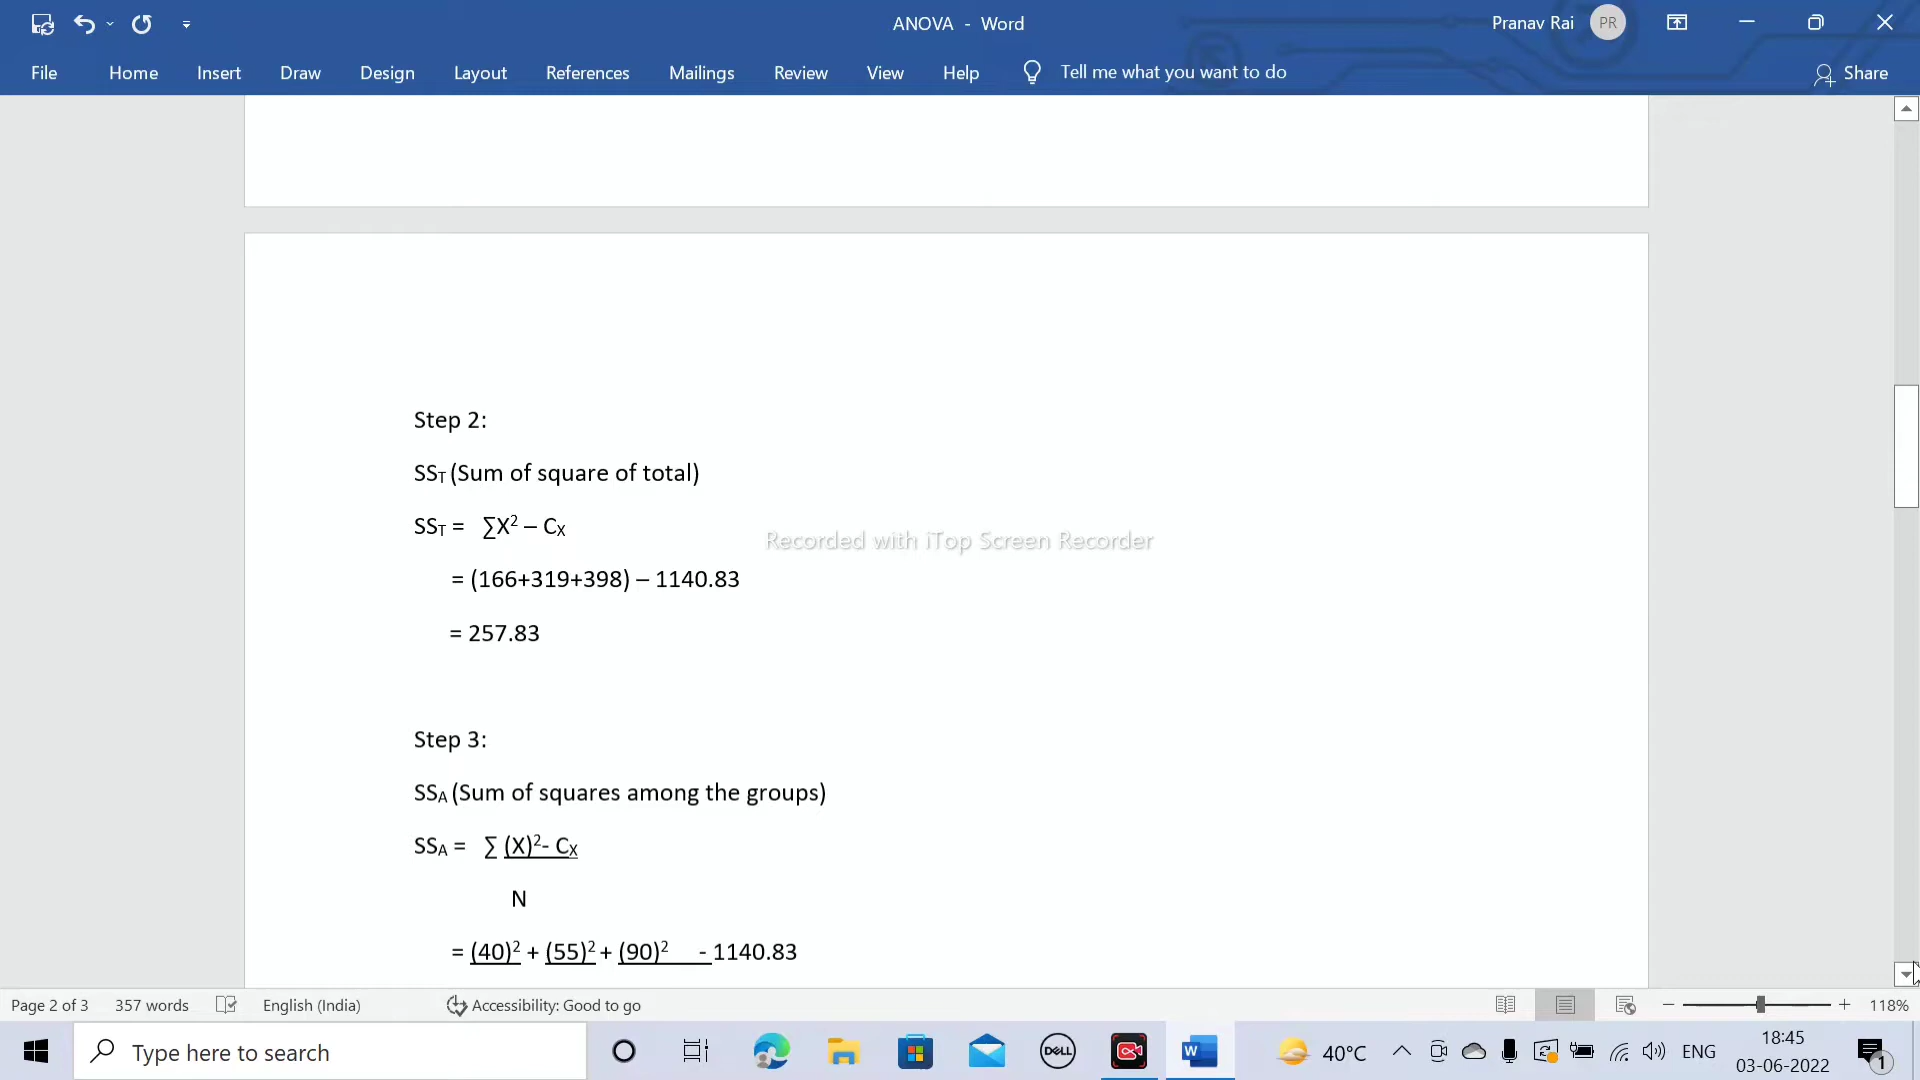 ANOVA - Word
Pranav Rai PR
File Home Insert Draw Design Layout References Mailings Review View Help Tell me what you want to do Share
Step 2:
SST (Sum of square of total)
SST = ∑X² – CX
= (166+319+398) – 1140.83
= 257.83
Recorded with iTop Screen Recorder
Step 3:
SSA (Sum of squares among the groups)
SSA = ∑ (X)²- CX
N
= (40)² + (55)² + (90)² - 1140.83
Page 2 of 3 357 words English (India) Accessibility: Good to go 118%
Type here to search DELL W 40°C ENG 18:45
03-06-2022 1